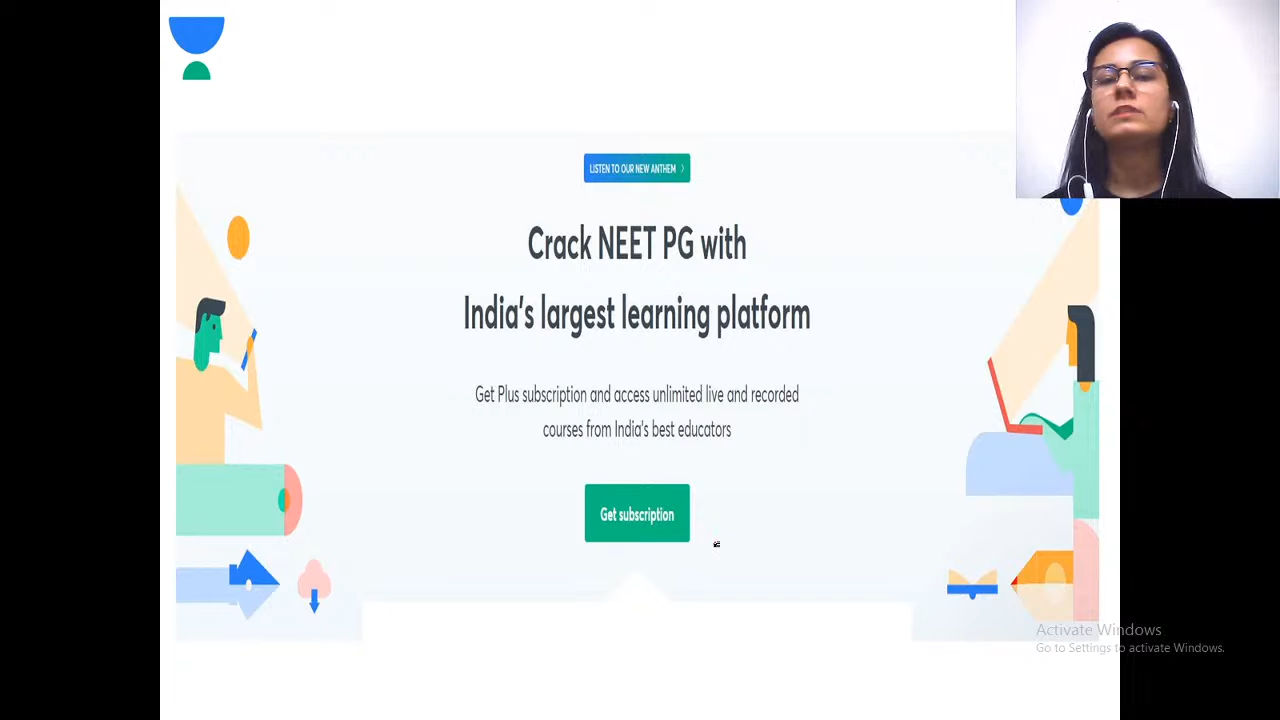 LISTEN TO OUR NEW ANTHEM
Crack NEET PG with
India's largest learning platform
Get Plus subscription and access unlimited live and recorded
courses from India's best educators
Get subscription
Activate Windows
Go to Settings to activate Windows.